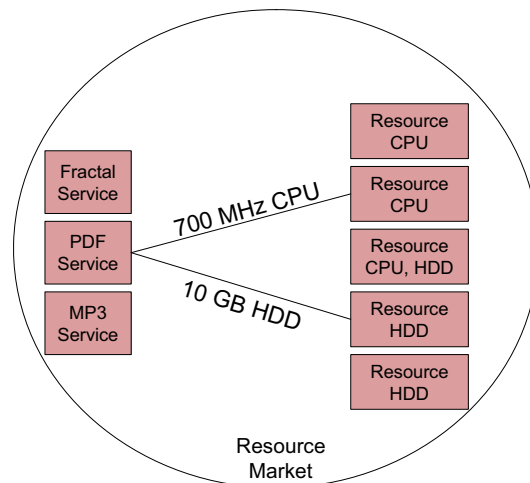 Fractal
Service
PDF
Service
MP3
Service
700 MHz CPU
10 GB HDD
Resource
CPU
Resource
CPU
Resource
CPU, HDD
Resource
HDD
Resource
HDD
Resource
Market